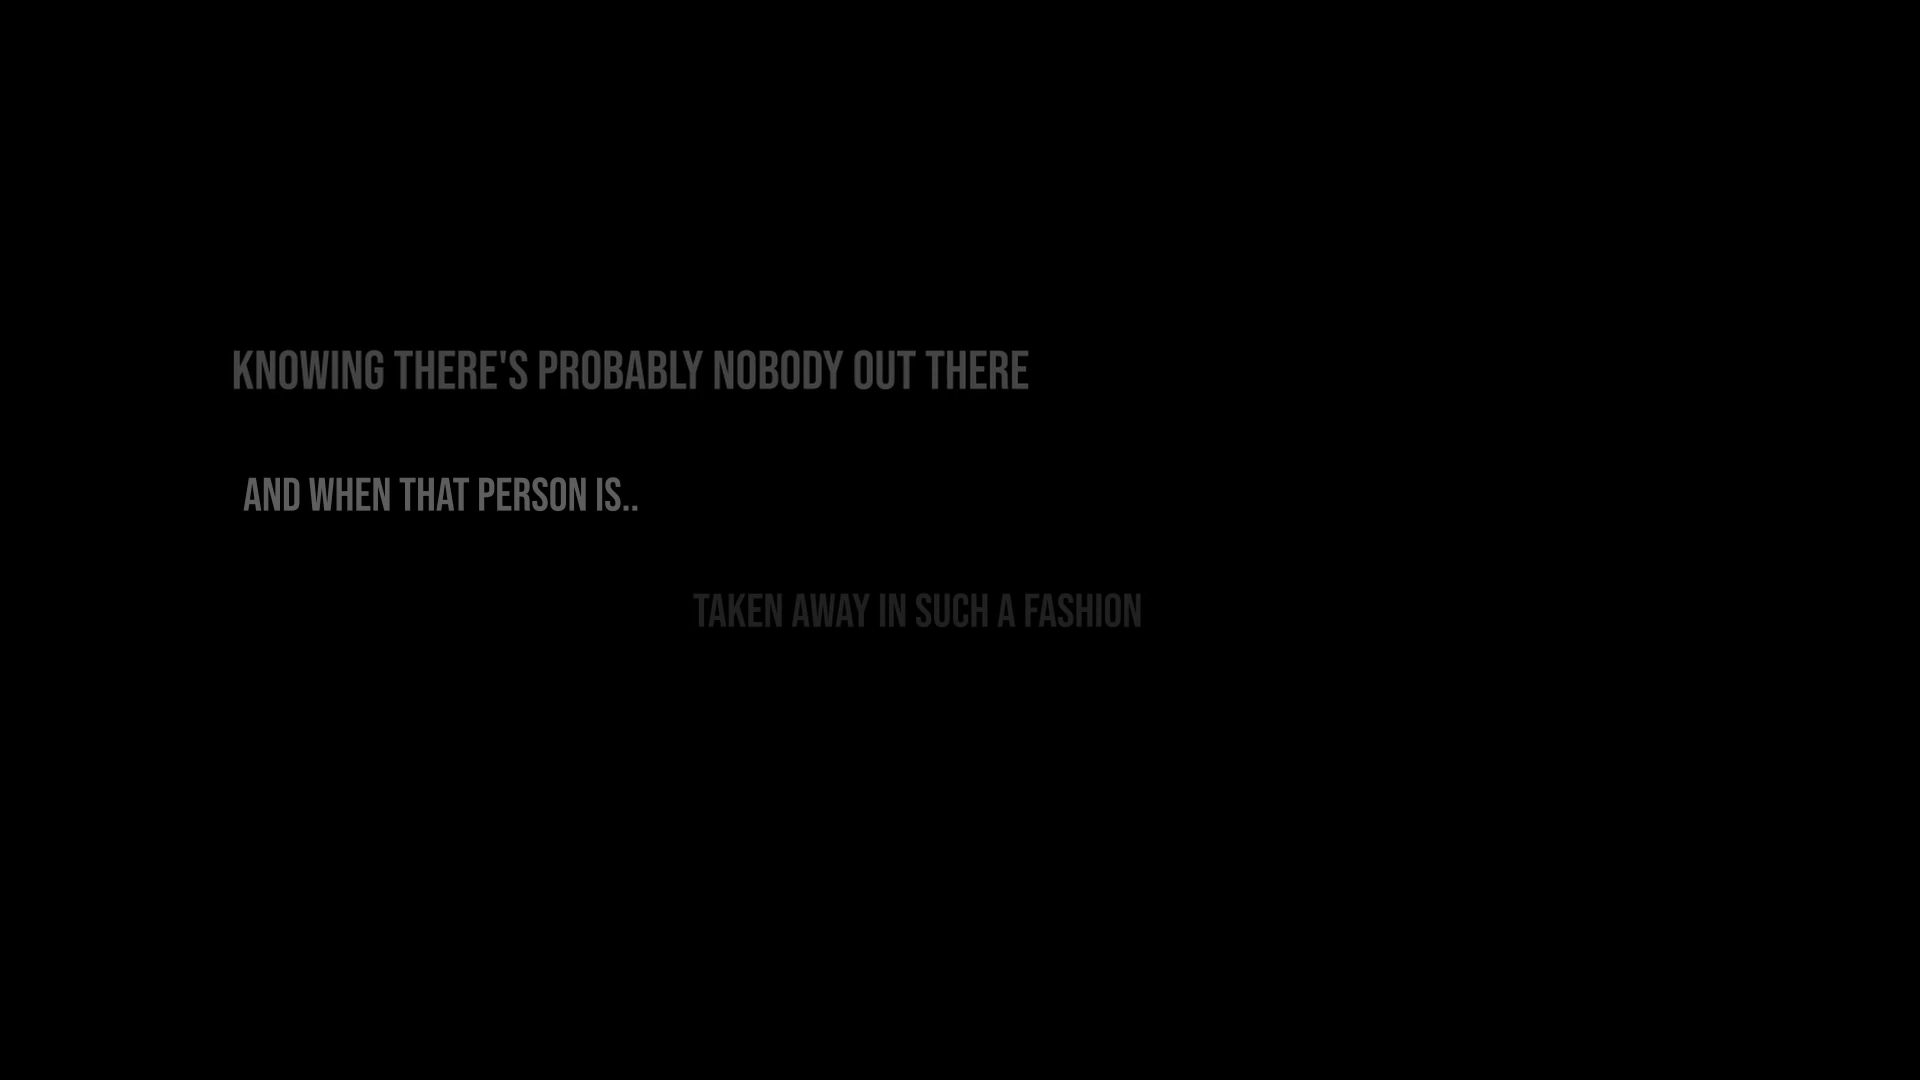 KNOWING THERE'S PROBABLY NOBODY OUT THERE
AND WHEN THAT PERSON IS..
TAKEN AWAY IN SUCH A FASHION